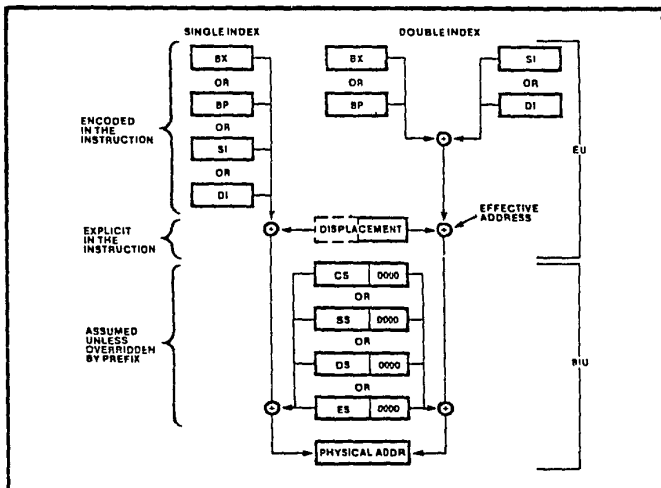 SINGLE INDEX
DOUBLE INDEX
BX
OR
BP
OR
SI
OR
DI
BX
OR
BP
SI
OR
DI
ENCODED
IN THE
INSTRUCTION
EU
EXPLICIT
IN THE
INSTRUCTION
DISPLACEMENT
EFFECTIVE
ADDRESS
CS 0000
OR
SS 0000
OR
DS 0000
OR
ES 0000
ASSUMED
UNLESS
OVERRIDDEN
BY PREFIX
BIU
PHYSICAL ADDR